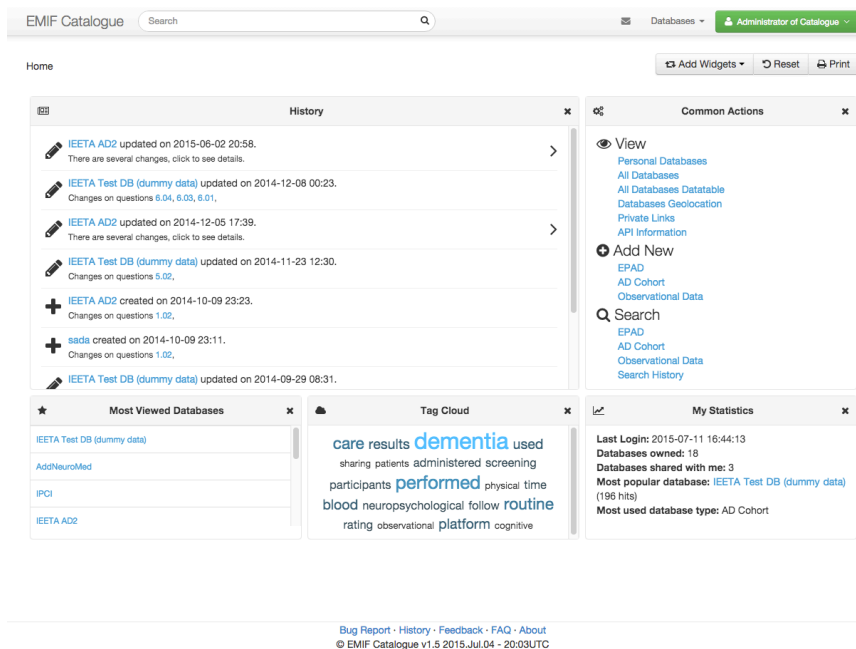 EMIF Catalogue
Search
Databases
Administrator of Catalogue
Home
Add Widgets
Reset
Print
History
IEETA AD2 updated on 2015-06-02 20:58.
There are several changes, click to see details.
IEETA Test DB (dummy data) updated on 2014-12-08 00:23.
Changes on questions 6.04, 6.03, 6.01,
IEETA AD2 updated on 2014-12-05 17:39.
There are several changes, click to see details.
IEETA Test DB (dummy data) updated on 2014-11-23 12:30.
Changes on questions 5.02,
IEETA AD2 created on 2014-10-09 23:23.
Changes on questions 1.02,
sada created on 2014-10-09 23:11.
Changes on questions 1.02,
IEETA Test DB (dummy data) updated on 2014-09-29 08:31.
Common Actions
View
Personal Databases
All Databases
All Databases Datatable
Databases Geolocation
Private Links
API Information
Add New
EPAD
AD Cohort
Observational Data
Search
EPAD
AD Cohort
Observational Data
Search History
Most Viewed Databases
IEETA Test DB (dummy data)
AddNeuroMed
IPCI
IEETA AD2
Tag Cloud
care results dementia used
sharing patients administered screening
participants performed physical time
blood neuropsychological follow routine
rating observational platform cognitive
My Statistics
Last Login: 2015-07-11 16:44:13
Databases owned: 18
Databases shared with me: 3
Most popular database: IEETA Test DB (dummy data)
(196 hits)
Most used database type: AD Cohort
Bug Report · History · Feedback · FAQ · About
© EMIF Catalogue v1.5 2015.Jul.04 - 20:03UTC